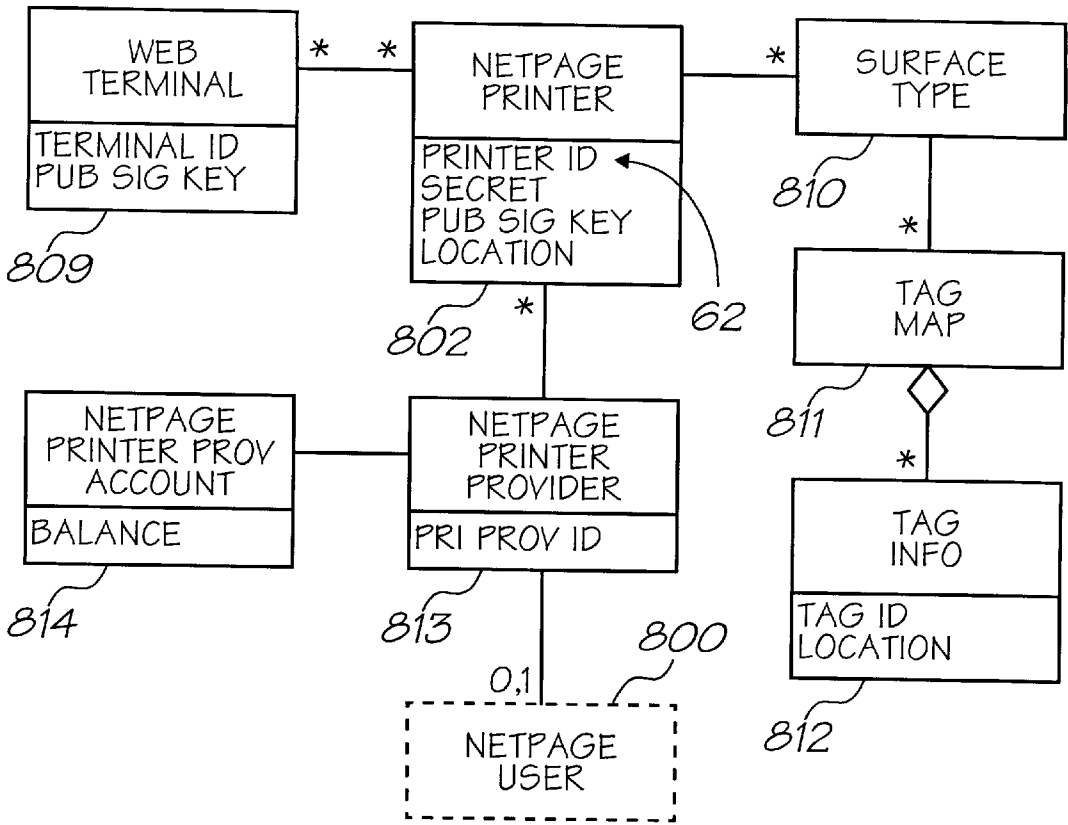 WEB
TERMINAL
TERMINAL ID
PUB SIG KEY
809
*
*
NETPAGE
PRINTER
PRINTER ID
SECRET
PUB SIG KEY
LOCATION
802
62
*
*
SURFACE
TYPE
810
*
TAG
MAP
811
*
TAG
INFO
TAG ID
LOCATION
812
NETPAGE
PRINTER PROV
ACCOUNT
BALANCE
814
NETPAGE
PRINTER
PROVIDER
PRI PROV ID
813
800
0,1
NETPAGE
USER